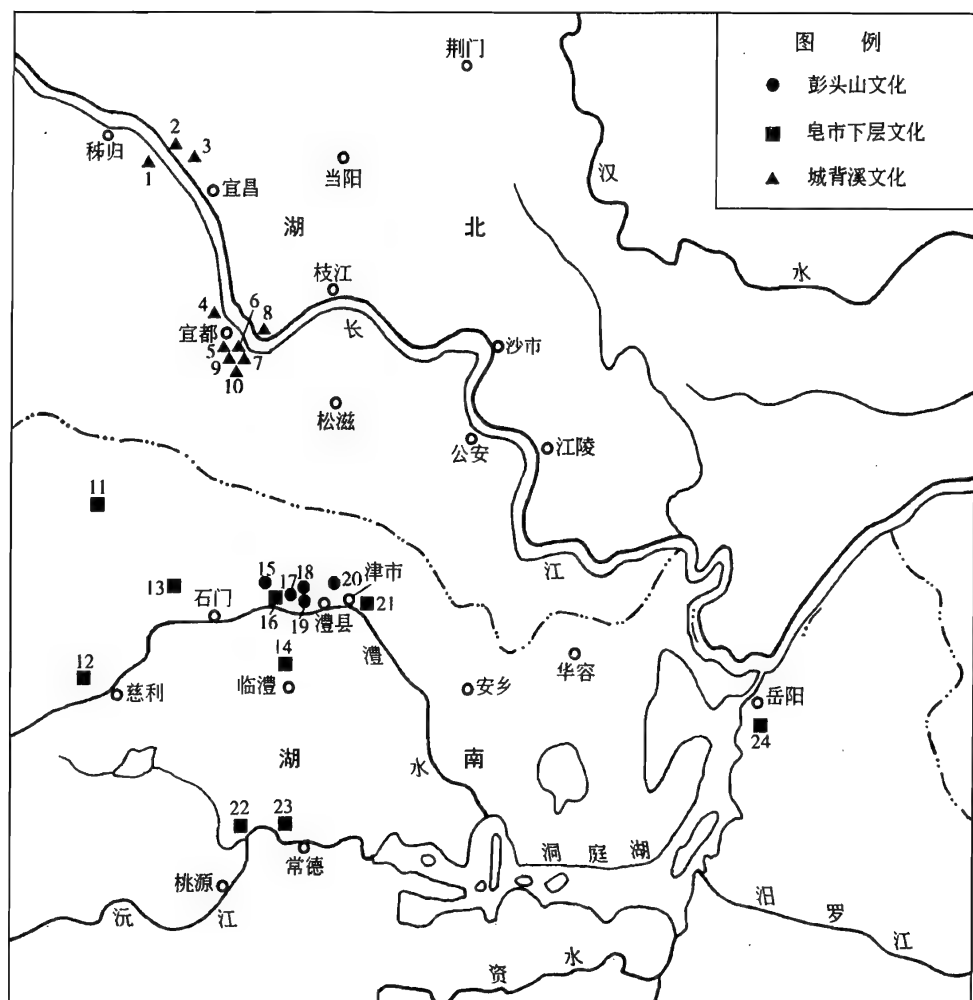 图 例
彭头山文化
皂市下层文化
城背溪文化
荆门
秭归
2
3
1
宜昌
当阳
汉
湖 北
水
枝江
4
6
8
宜都
长
5
7
9
10
沙市
松滋
公安
江陵
11
江
13
15
17
18
20
津市
石门
16
19
澧县
21
12
14
澧
慈利
临澧
安乡
华容
岳阳
24
湖 南
水
22
23
常德
洞庭湖
桃源
沅江
汨罗江
资水